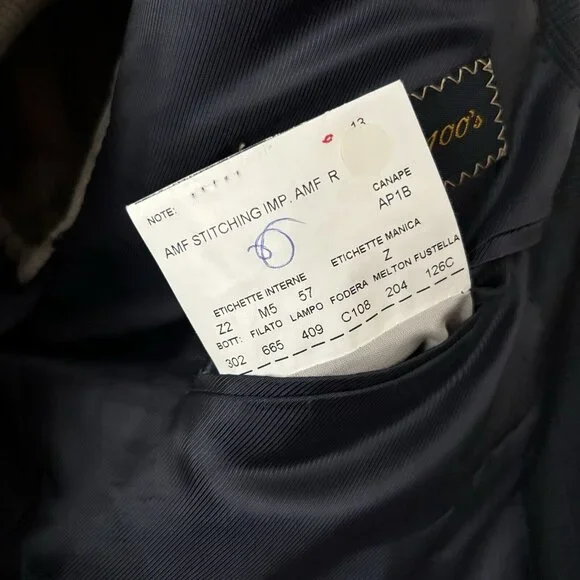 NOTE:
13
AMF STITCHING IMP. AMF R
CANAPE
AP1B
ETICHETTE INTERNE
ETICHETTE MANICA
Z2 M5 57
Z
BOTT: FILATO LAMPO FODERA MELTON FUSTELLA
302 665 409 C108 204 126C
100's